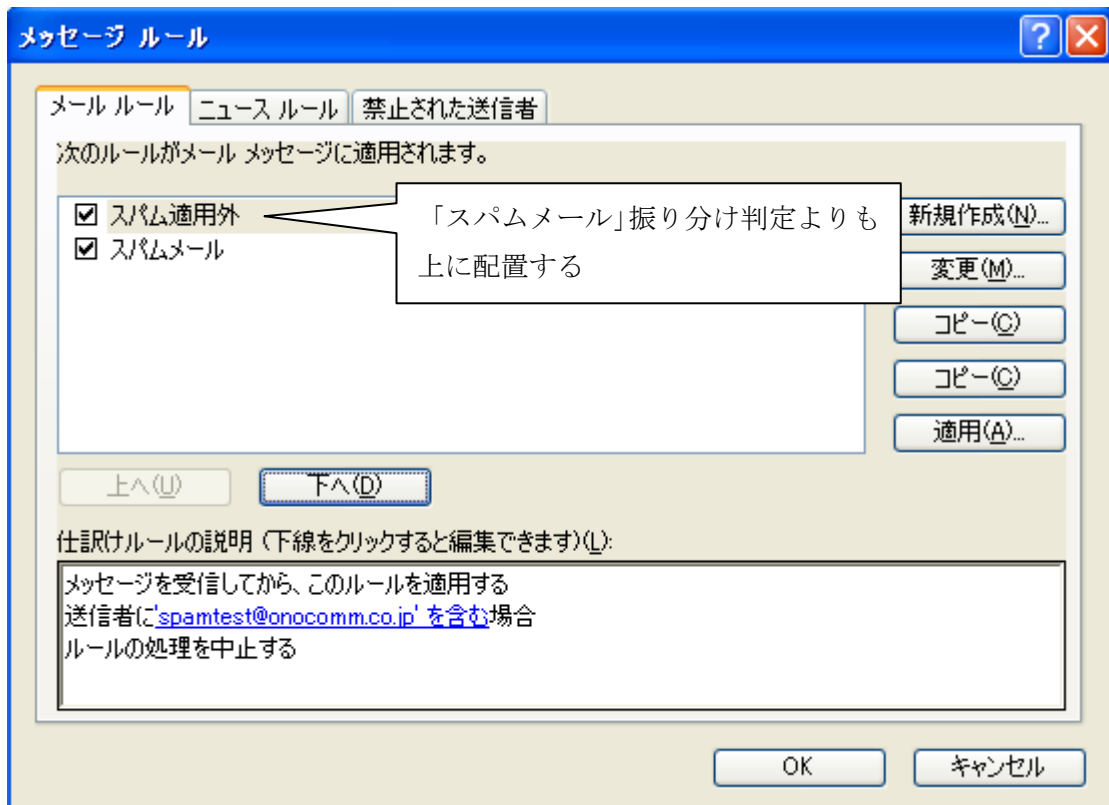 メッセージ ルール
メール ルール ニュース ルール 禁止された送信者
次のルールがメール メッセージに適用されます。
スパム適用外
スパムメール
「スパムメール」振り分け判定よりも
上に配置する
新規作成(N)...
変更(M)...
コピー(C)
コピー(C)
適用(A)...
上へ(U) 下へ(D)
仕訳けルールの説明 (下線をクリックすると編集できます)(L):
メッセージを受信してから、このルールを適用する
送信者に'spamtest@onocomm.co.jp' を含む場合
ルールの処理を中止する
OK キャンセル